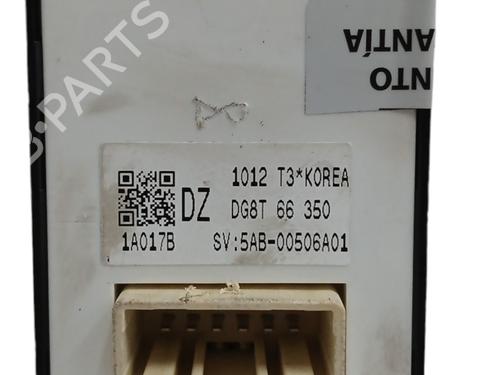 NTO
ANTÍA
B-PARTS
1012 T3*KOREA
DZ
DG8T 66 350
1A017B
SV:5AB-00506A01